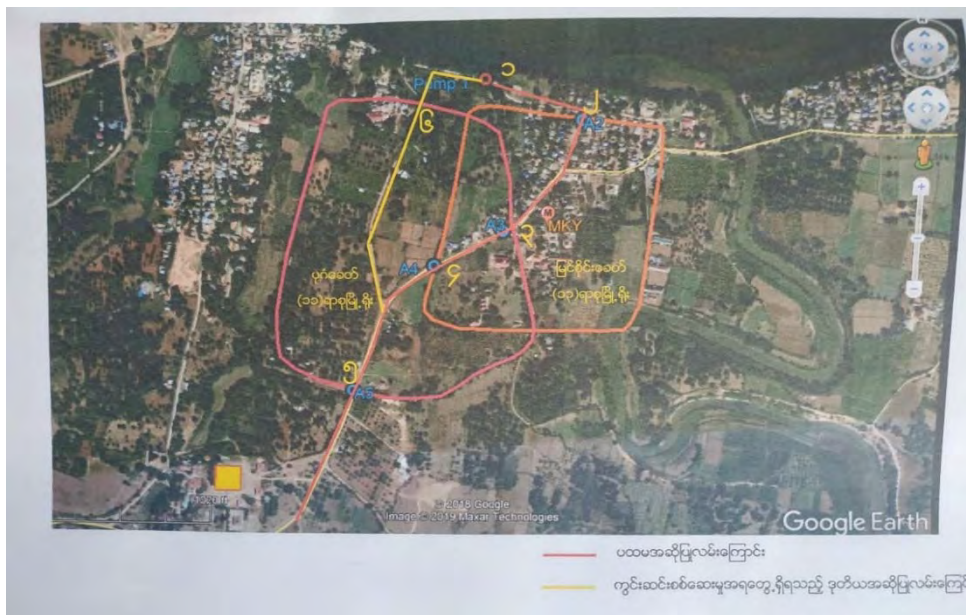 ၁
Pump 1
၂
A2
၆
M
MKY
A3
၃
A4
၄
ပုဂံခေတ်
(၁၁)ရာစုမြို့ရိုး
မြင်စိုင်းခေတ်
(၁၃)ရာစုမြို့ရိုး
၅
A5
© 2018 Google
Image © 2019 Maxar Technologies
Google Earth
ပထမအဆိုပြုလမ်းကြောင်း
ကွင်းဆင်းစစ်ဆေးမှုအရတွေ့ရှိရသည့် ဒုတိယအဆိုပြုလမ်းကြော